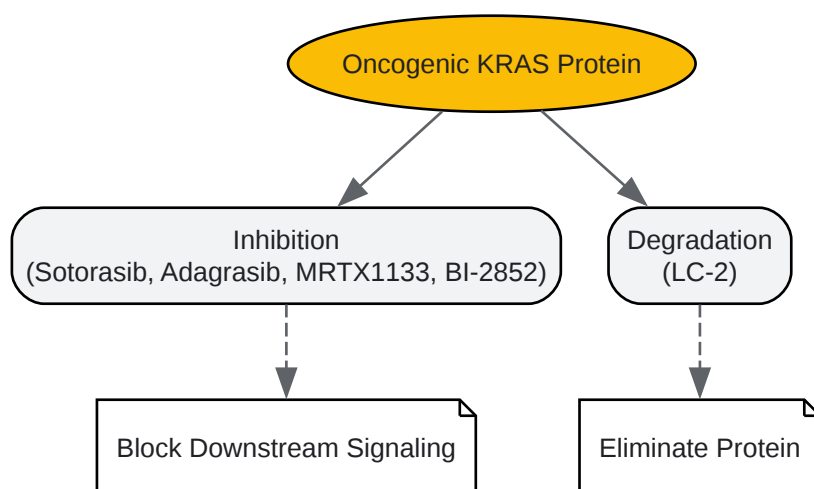 Oncogenic KRAS Protein
Inhibition
(Sotorasib, Adagrasib, MRTX1133, BI-2852)
Degradation
(LC-2)
Block Downstream Signaling
Eliminate Protein